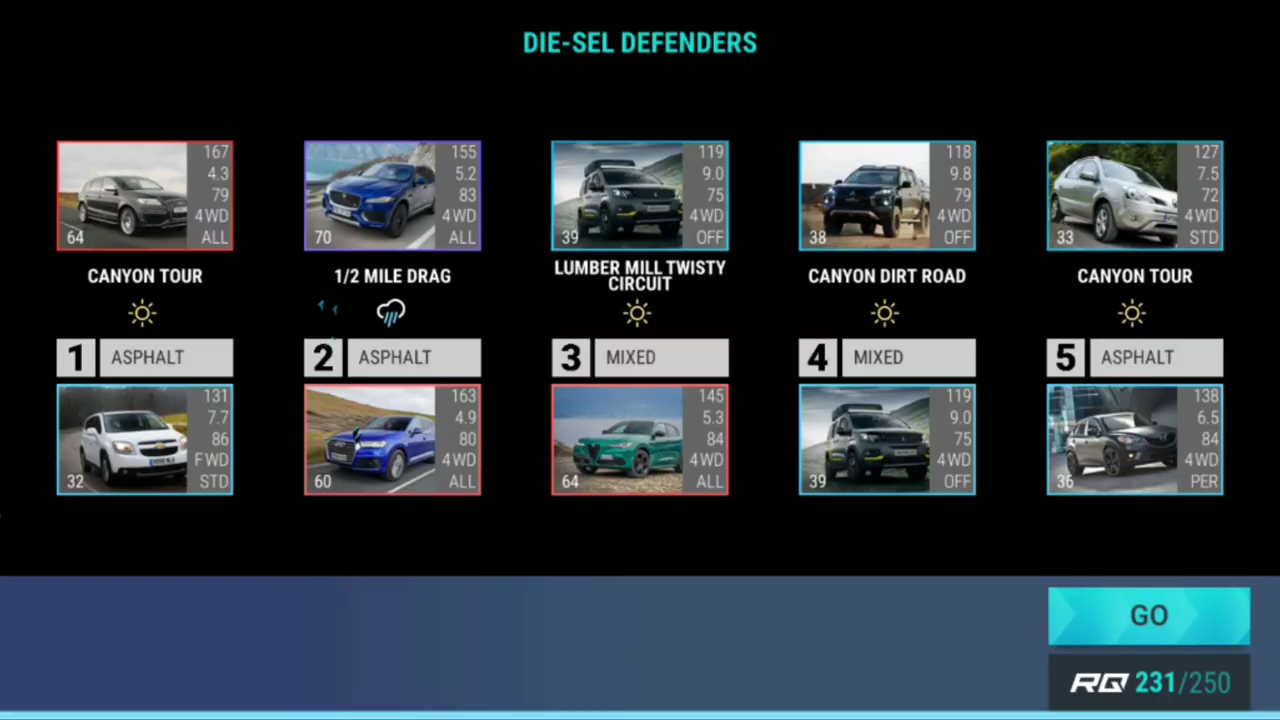 DIE-SEL DEFENDERS
167
4.3
79
4WD
64 ALL
155
5.2
83
4WD
70 ALL
119
9.0
75
4WD
39 OFF
118
9.8
79
4WD
38 OFF
127
7.5
72
4WD
33 STD
CANYON TOUR
1/2 MILE DRAG
LUMBER MILL TWISTY
CIRCUIT
CANYON DIRT ROAD
CANYON TOUR
1 ASPHALT
2 ASPHALT
3 MIXED
4 MIXED
5 ASPHALT
131
7.7
86
FWD
32 STD
163
4.9
80
4WD
60 ALL
145
5.3
84
4WD
64 ALL
119
9.0
75
4WD
39 OFF
138
6.5
84
4WD
36 PER
GO
RQ 231/250